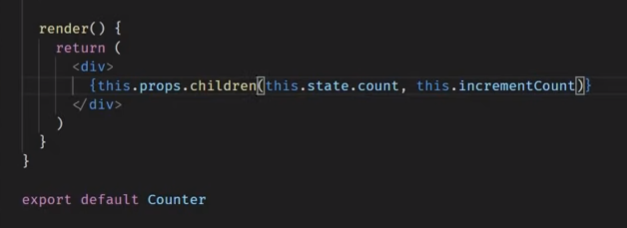 render() {
return (
<div>
{this.props.children(this.state.count, this.incrementCount)}
</div>
)
}
}
export default Counter